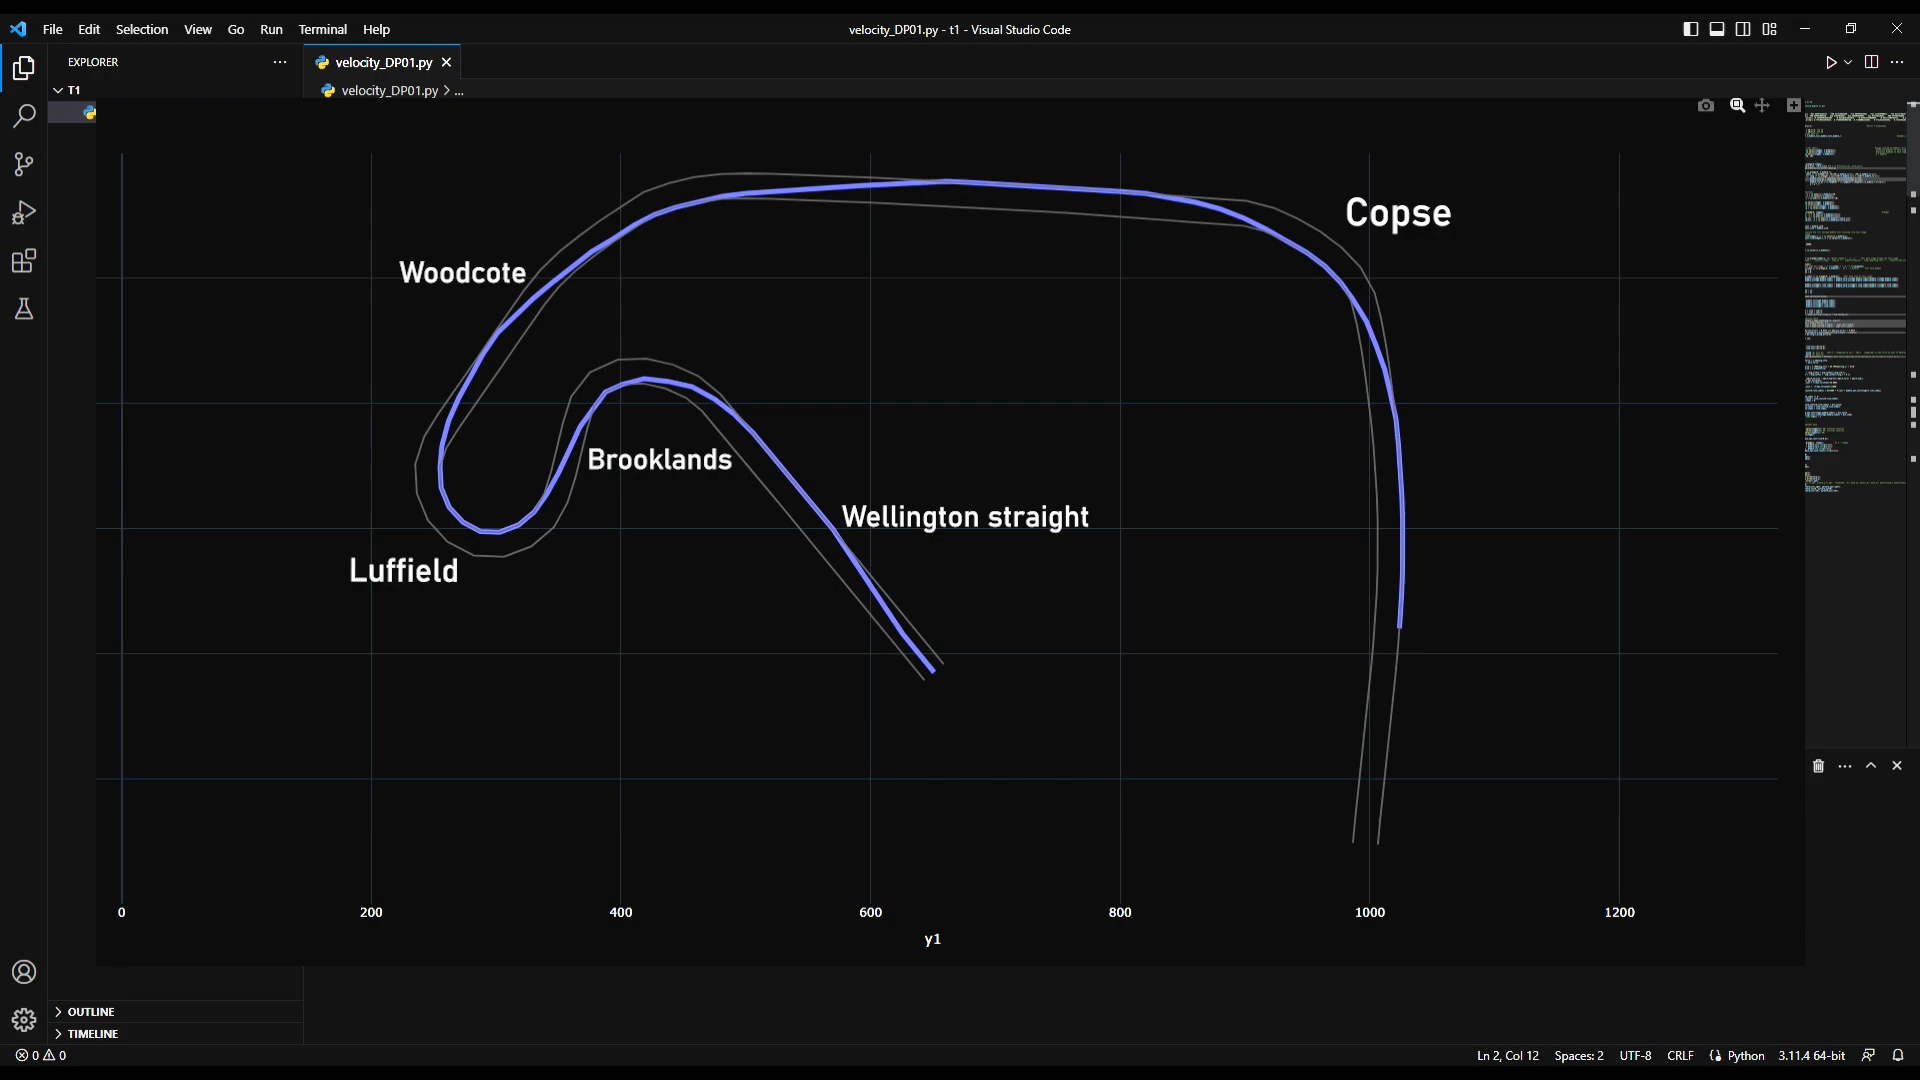 File Edit Selection View Go Run Terminal Help
velocity_DP01.py - t1 - Visual Studio Code
EXPLORER
velocity_DP01.py
T1
velocity_DP01.py > ...
Copse
Woodcote
Brooklands
Wellington straight
Luffield
0 200 400 600 800 1000 1200
y1
OUTLINE
TIMELINE
0 0
Ln 2, Col 12 Spaces: 2 UTF-8 CRLF Python 3.11.4 64-bit